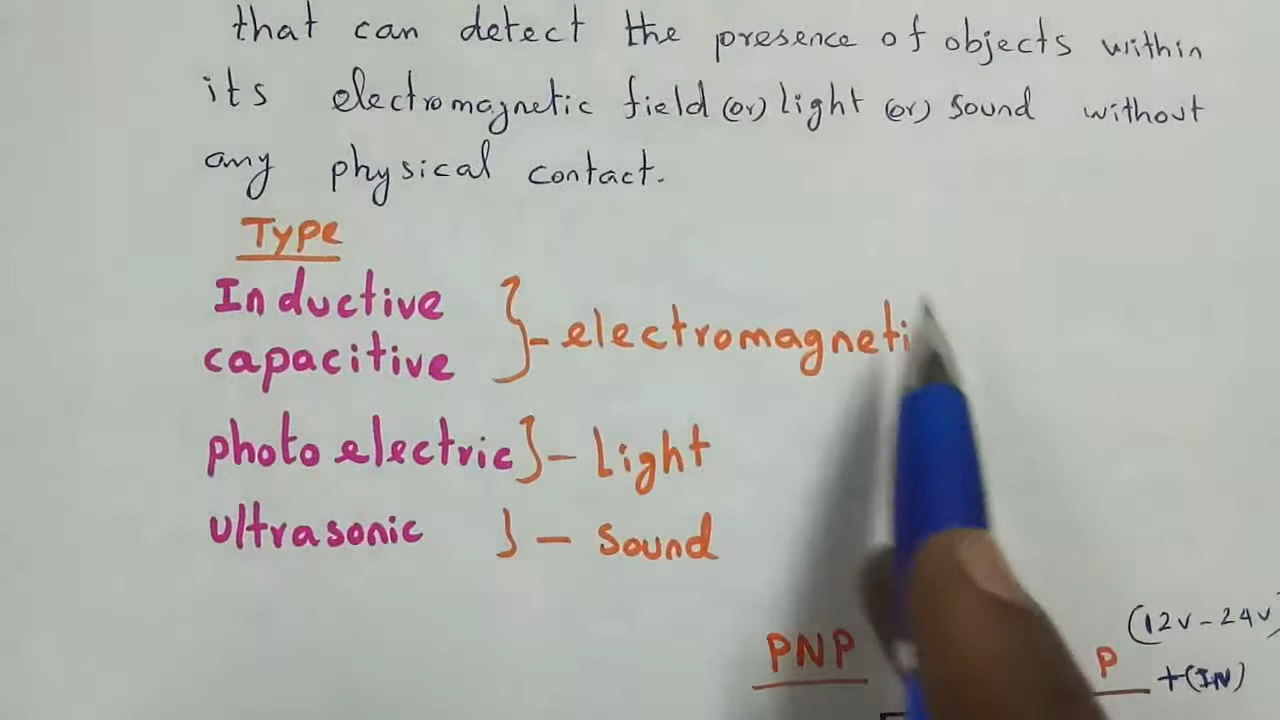 that can detect the presence of objects within
its electromagnetic field (or) light (or) sound without
any physical contact.
Type
Inductive
capacitive
} - electromagneti
photo electric } - Light
ultrasonic } - Sound
PNP
P
(12V - 24V)
+(IN)